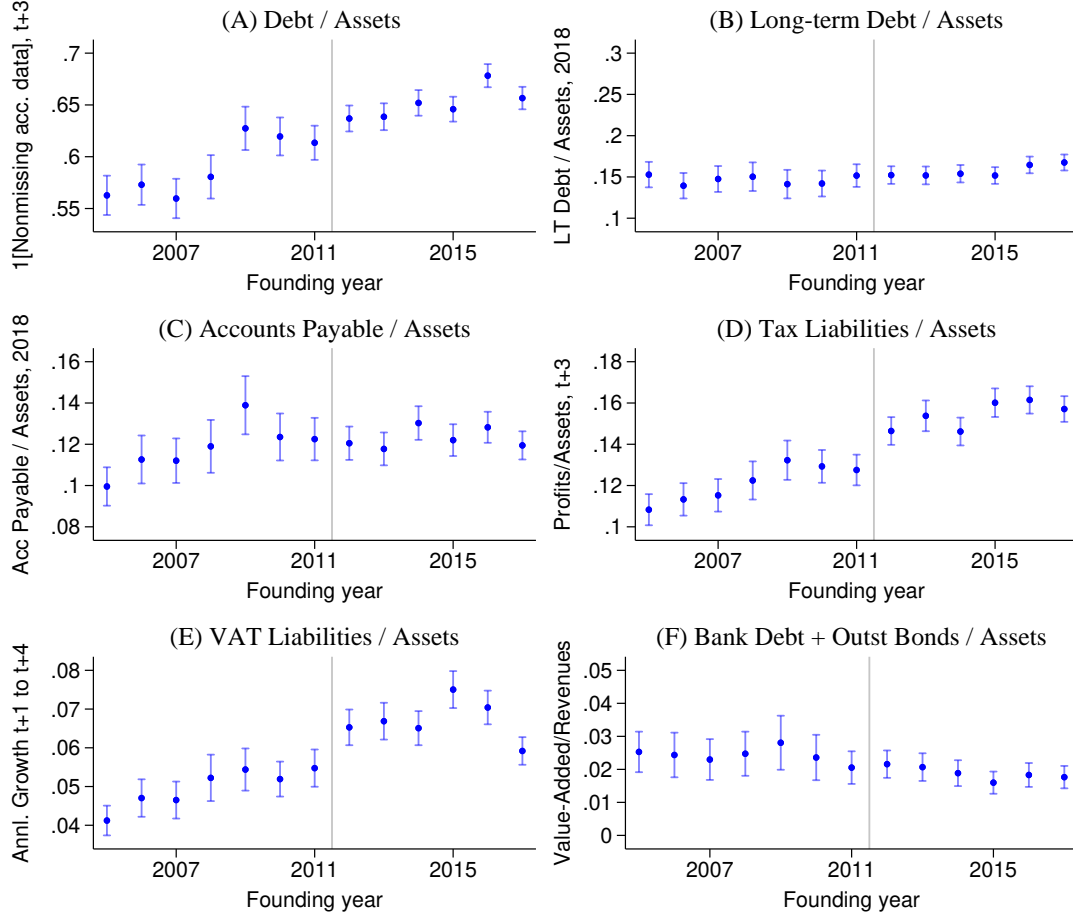 (A) Debt / Assets
1[Nonmissing acc. data], t+3
.7
.65
.6
.55
2007
2011
2015
Founding year
(B) Long-term Debt / Assets
LT Debt / Assets, 2018
.3
.2
.15
.1
2007
2011
2015
Founding year
(C) Accounts Payable / Assets
Acc Payable / Assets, 2018
.16
.14
.12
.1
.08
2007
2011
2015
Founding year
(D) Tax Liabilities / Assets
Profits/Assets, t+3
.16
.14
.12
.1
2007
2011
2015
Founding year
(E) VAT Liabilities / Assets
Annl. Growth t+1 to t+4
.08
.07
.06
.05
.04
2007
2011
2015
Founding year
(F) Bank Debt + Outst Bonds / Assets
Value-Added/Revenues
.05
.04
.03
.02
.01
0
2007
2011
2015
Founding year